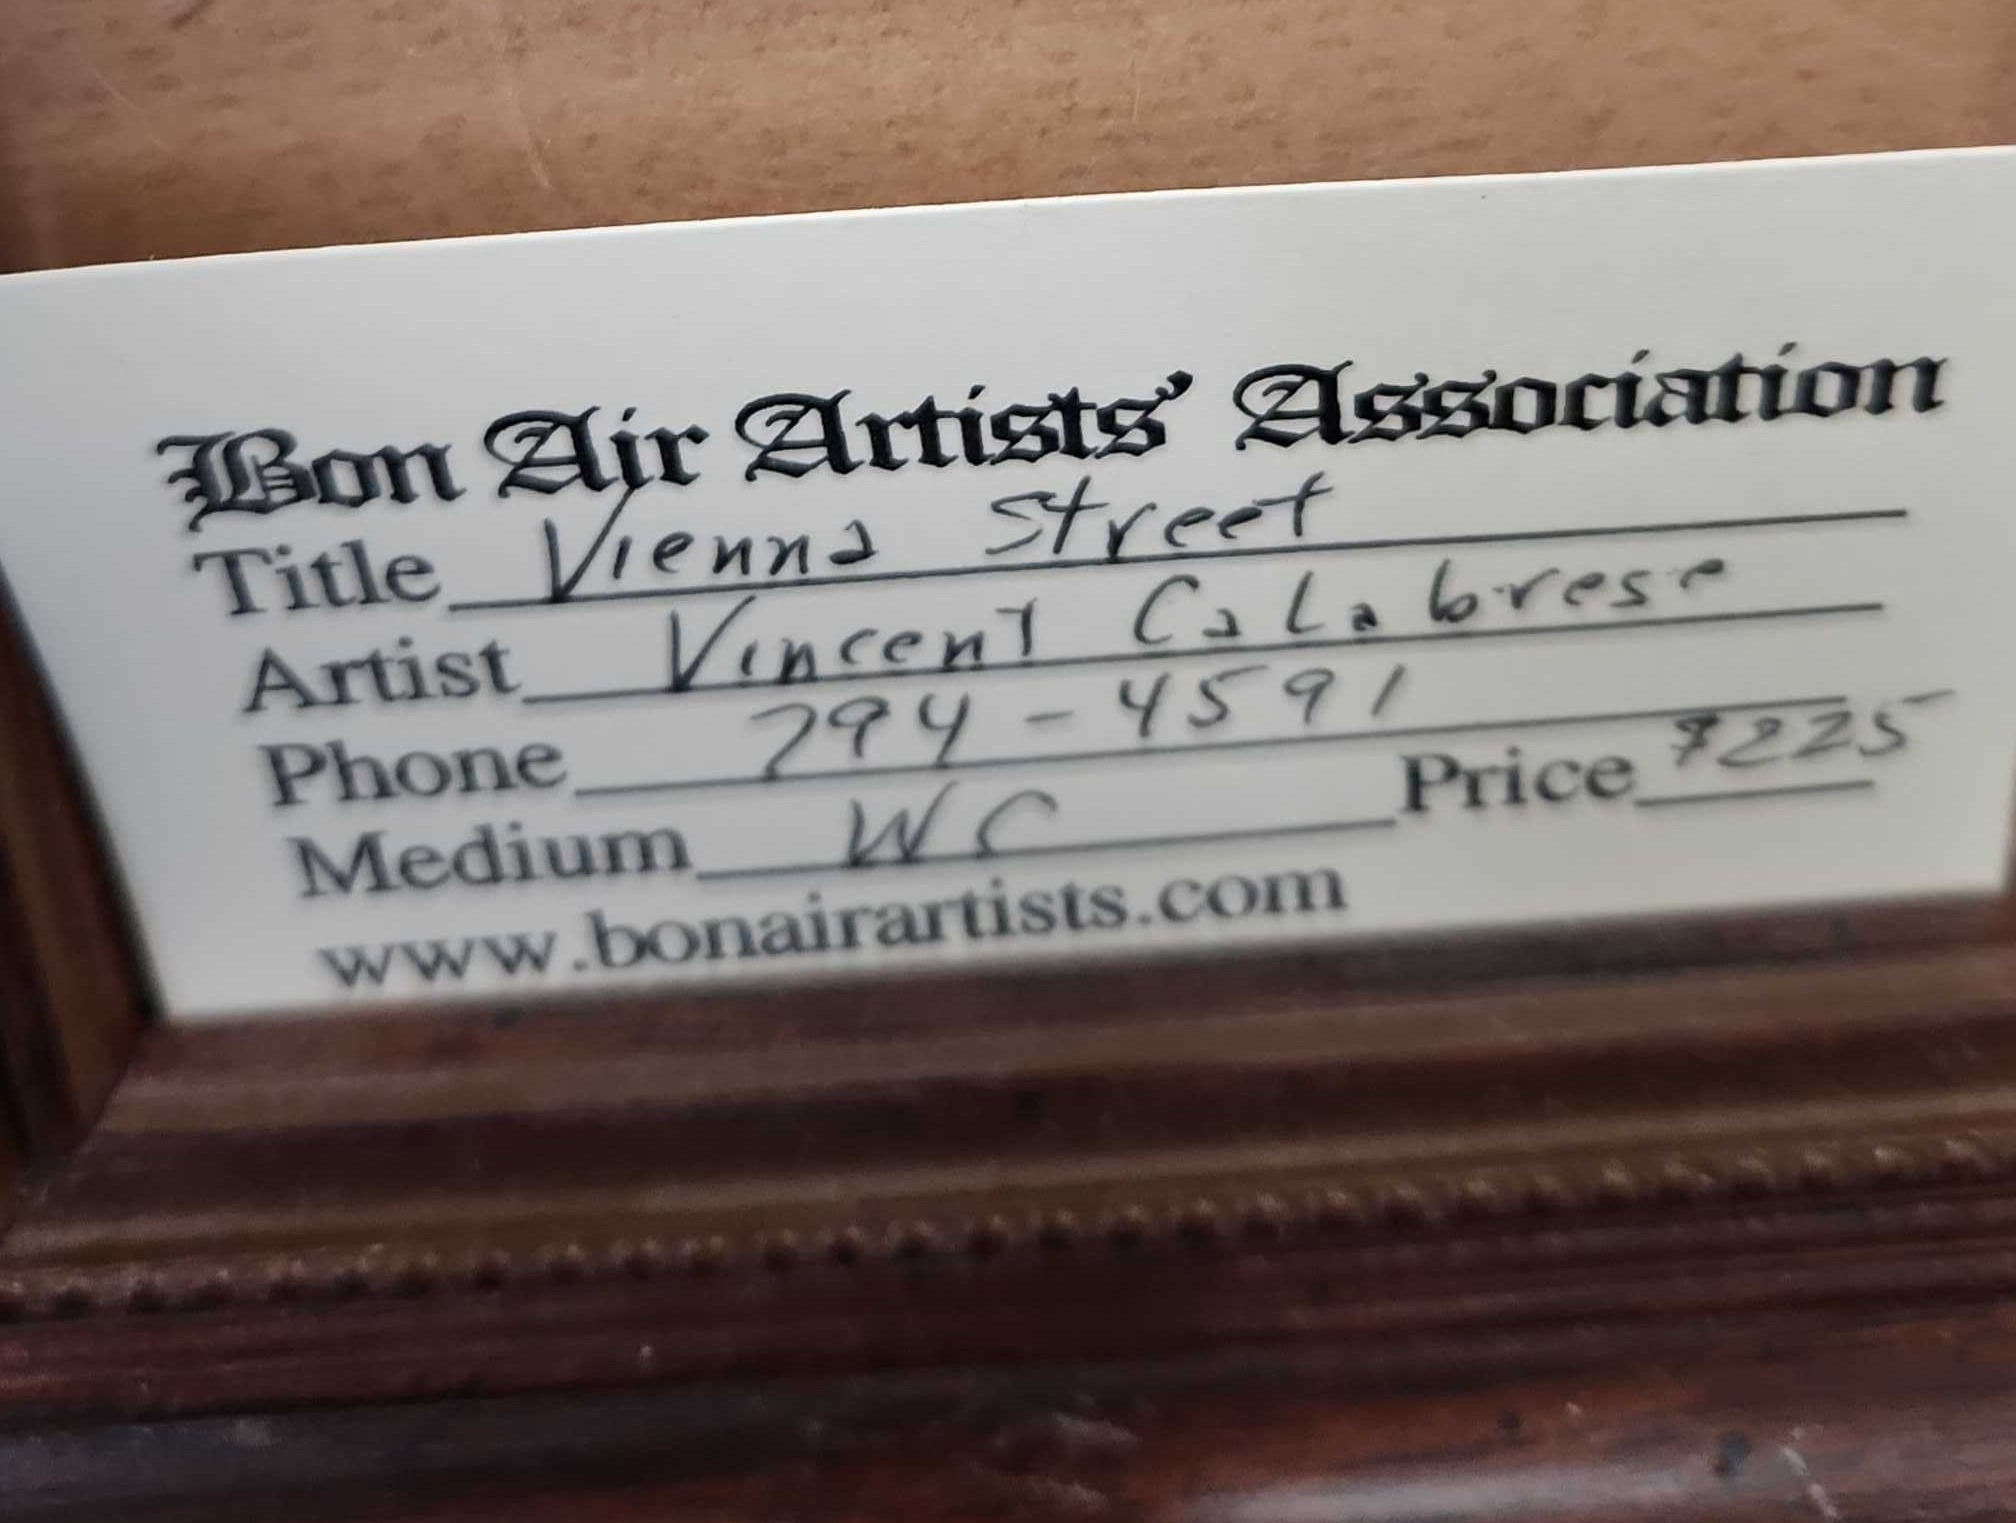 Bon Air Artists' Association
Title Vienna Street
Artist Vincent Calabrese
Phone 794-4591
Medium WC Price $225
www.bonairartists.com